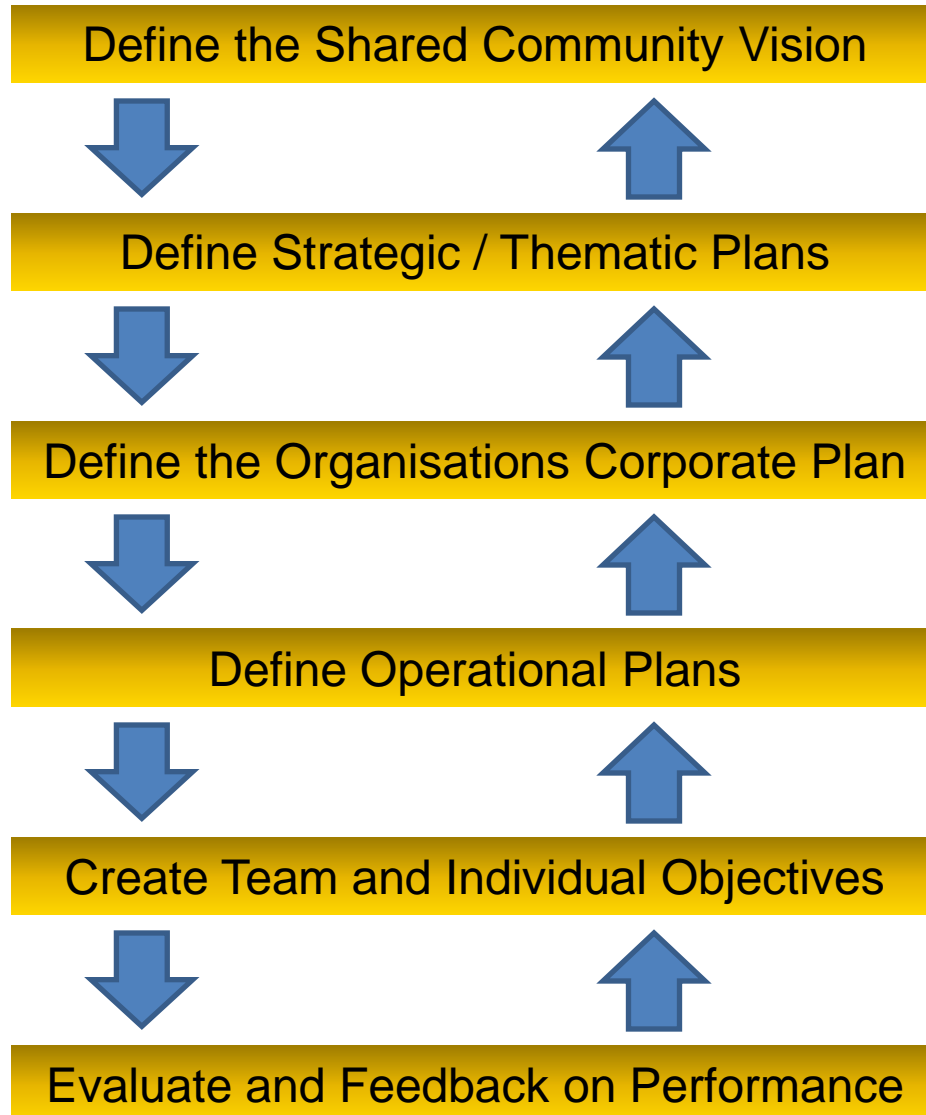 Define the Shared Community Vision
Define Strategic / Thematic Plans
Define the Organisations Corporate Plan
Define Operational Plans
Create Team and Individual Objectives
Evaluate and Feedback on Performance